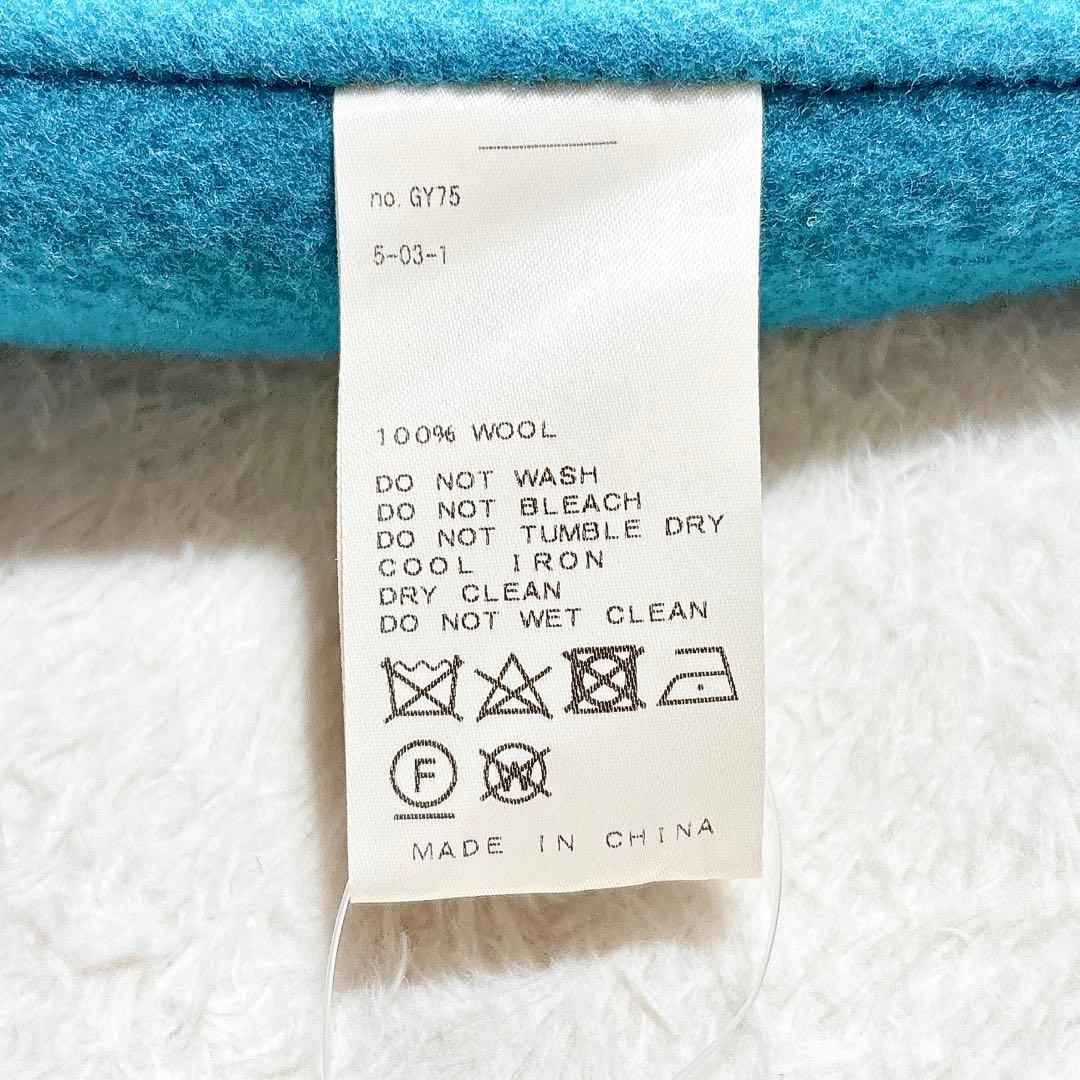 no. GY75
5-03-1
100% WOOL
DO NOT WASH
DO NOT BLEACH
DO NOT TUMBLE DRY
COOL IRON
DRY CLEAN
DO NOT WET CLEAN
F W
MADE IN CHINA